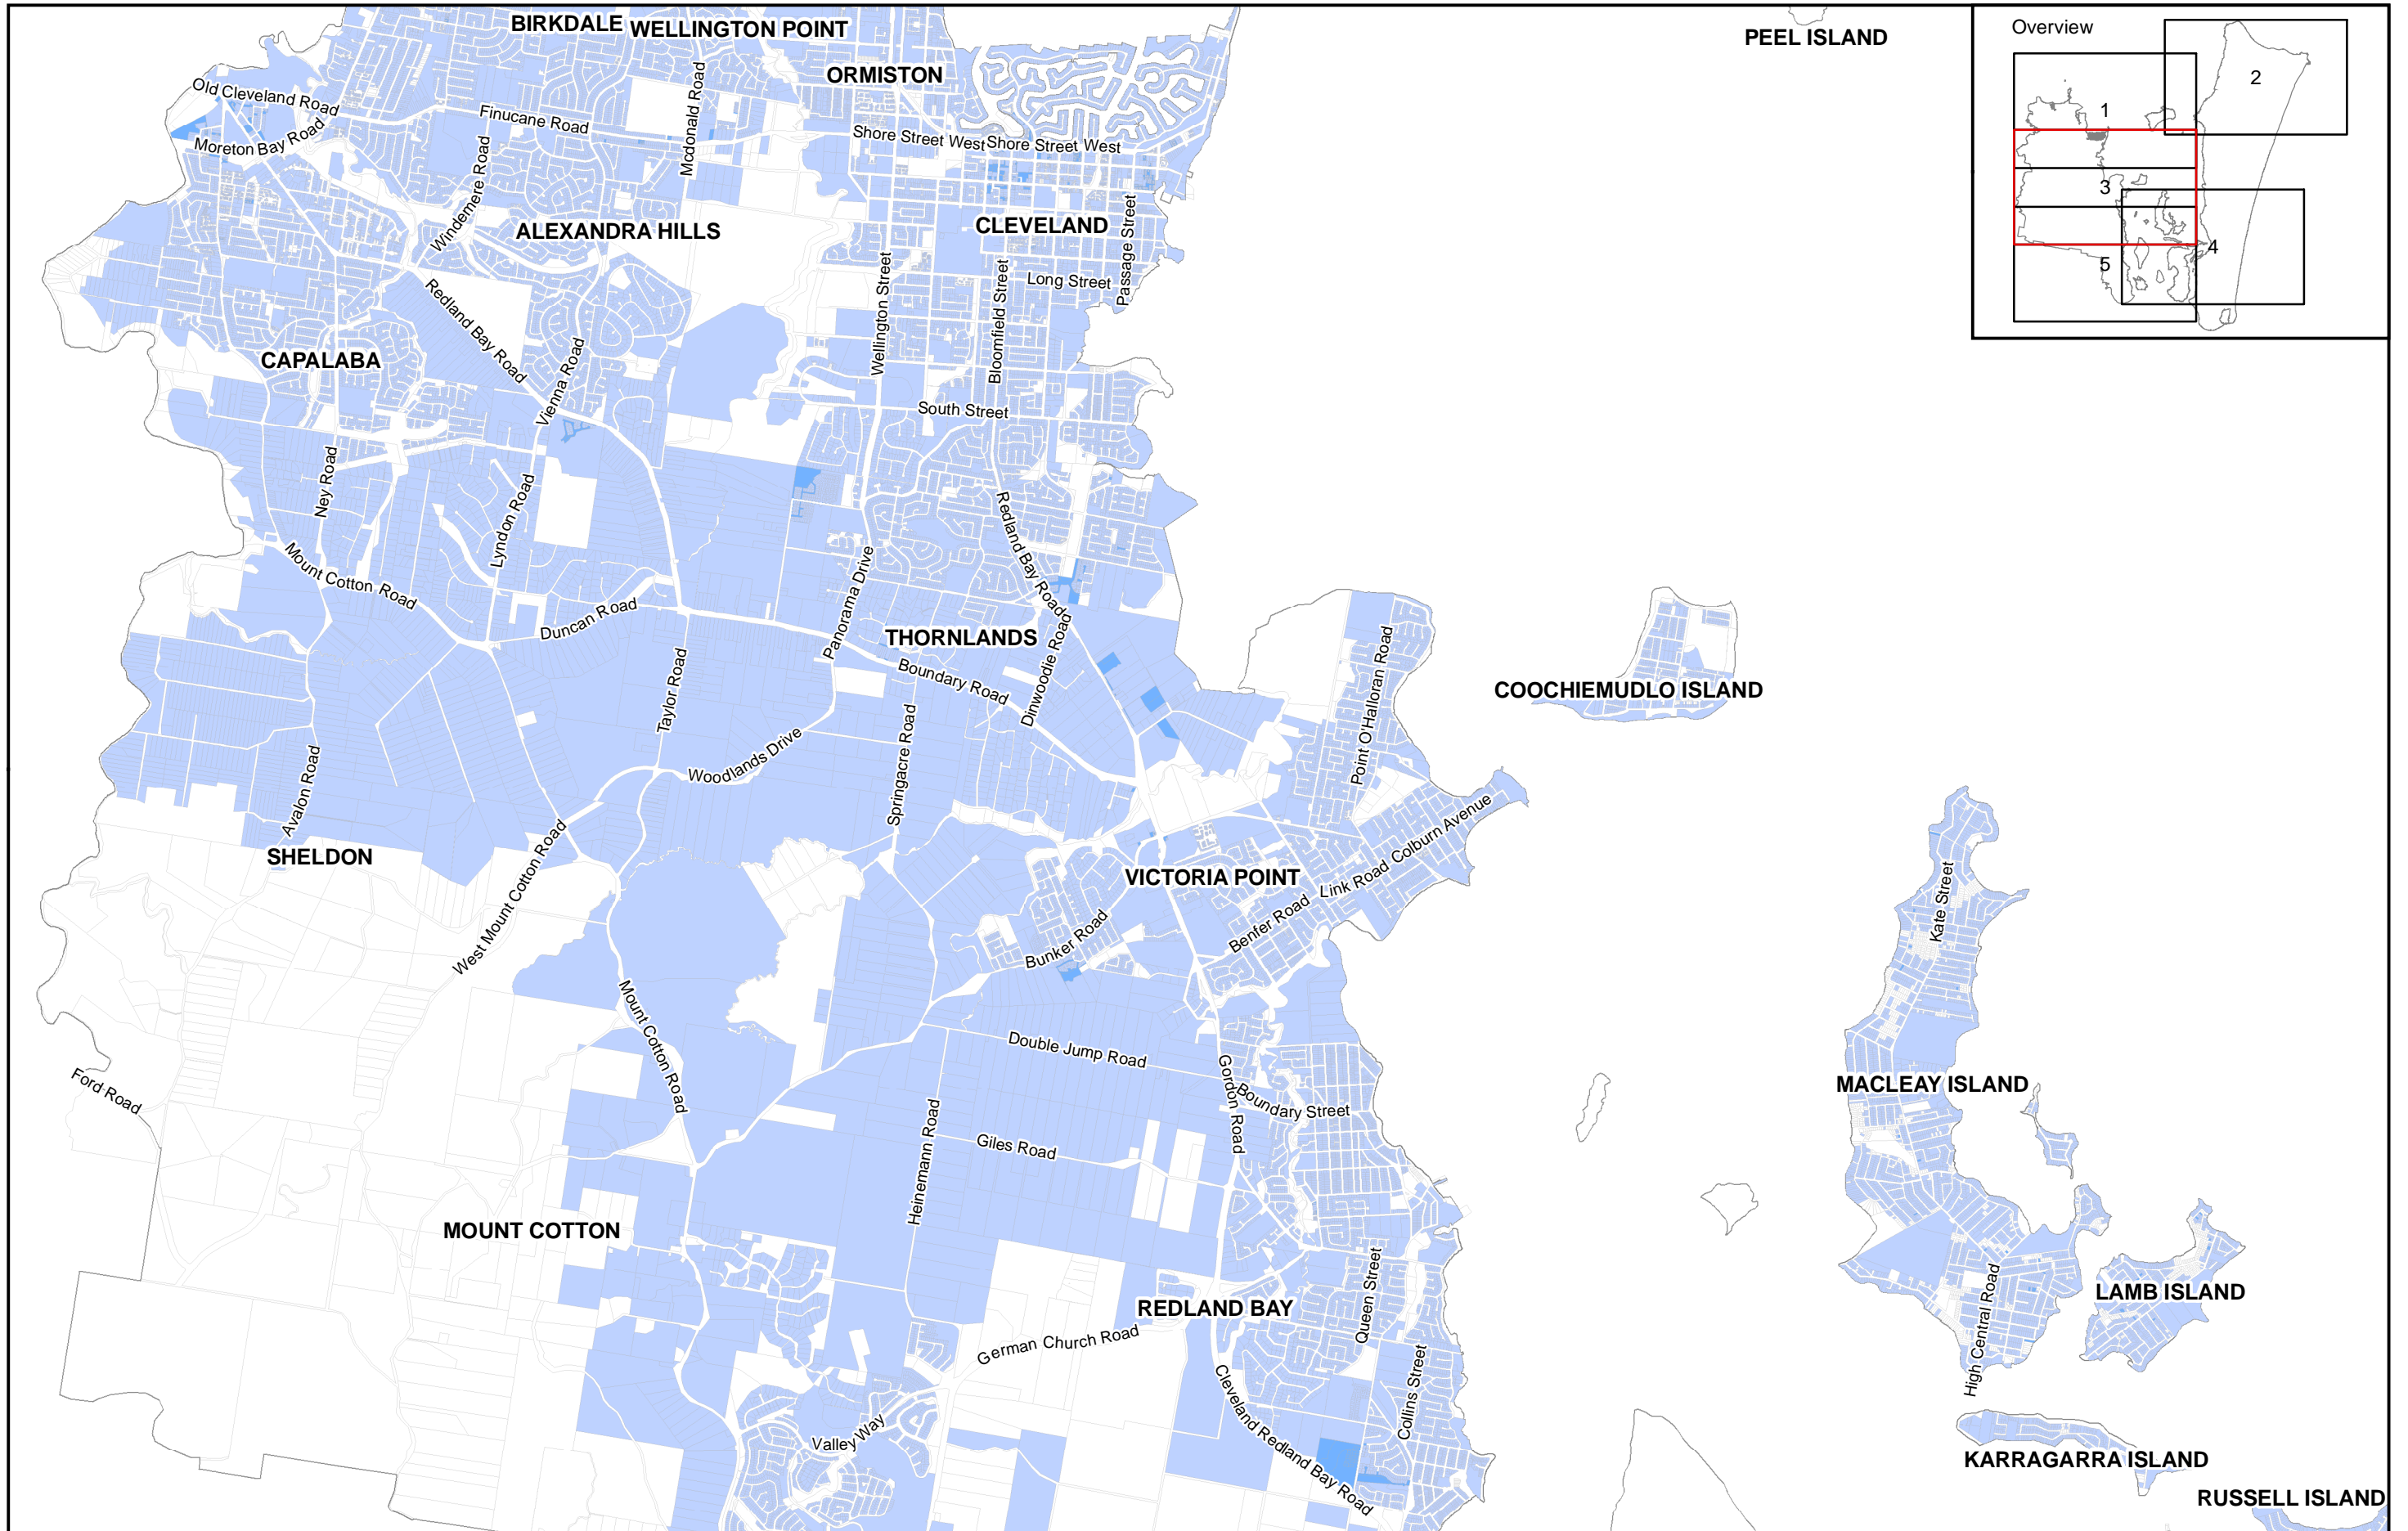 BIRKDALE
WELLINGTON POINT
PEEL ISLAND
Overview
ORMISTON
2
Old Cleveland Road
Mcdonald Road
Finucane Road
1
Moreton Bay Road
Shore Street West
Shore Street West
Windemere Road
3
ALEXANDRA HILLS
CLEVELAND
Passage Street
4
5
Long Street
Redland Bay Road
Wellington Street
Bloomfield Street
CAPALABA
Vienna Road
South Street
Ney Road
Lyndon Road
Redland Bay Road
Mount Cotton Road
Duncan Road
Panorama Drive
THORNLANDS
Dinwoodie Road
Boundary Road
Taylor Road
Point O'Halloran Road
COOCHIEMUDLO ISLAND
Springacre Road
Woodlands Drive
Avalon Road
SHELDON
West Mount Cotton Road
Colburn Avenue
Link Road
VICTORIA POINT
Benfer Road
Bunker Road
Kate Street
Mount Cotton Road
Double Jump Road
Gordon Road
Ford Road
Boundary Street
MACLEAY ISLAND
Giles Road
Heinemann Road
MOUNT COTTON
Queen Street
LAMB ISLAND
REDLAND BAY
High Central Road
German Church Road
Collins Street
Cleveland Redland Bay Road
Valley Way
KARRAGARRA ISLAND
RUSSELL ISLAND